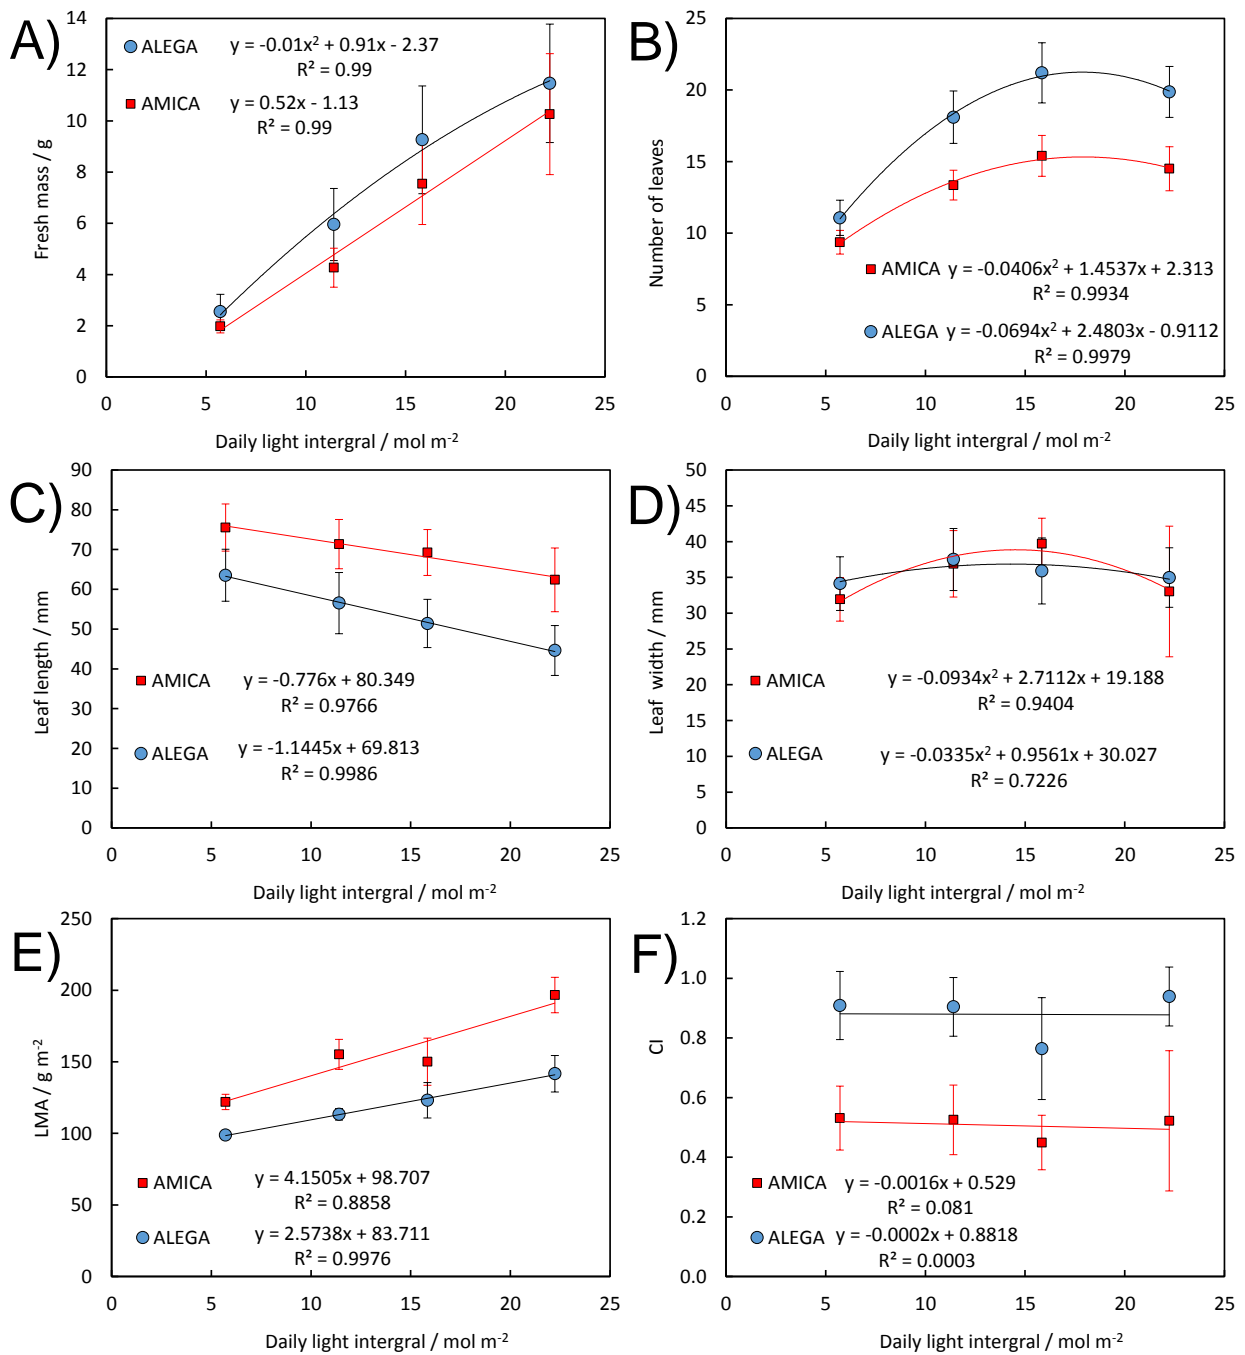 A)
ALEGA y = -0.01x² + 0.91x - 2.37
R² = 0.99
AMICA y = 0.52x - 1.13
R² = 0.99
Fresh mass / g
14
12
10
8
6
4
2
0
0 5 10 15 20 25
Daily light intergral / mol m⁻²
B)
Number of leaves
25
20
15
10
5
0
AMICA y = -0.0406x² + 1.4537x + 2.313
R² = 0.9934
ALEGA y = -0.0694x² + 2.4803x - 0.9112
R² = 0.9979
0 5 10 15 20 25
Daily light intergral / mol m⁻²
C)
Leaf length / mm
90
80
70
60
50
40
30
20
10
0
AMICA y = -0.776x + 80.349
R² = 0.9766
ALEGA y = -1.1445x + 69.813
R² = 0.9986
0 5 10 15 20 25
Daily light intergral / mol m⁻²
D)
Leaf width / mm
50
45
40
35
30
25
20
15
10
5
0
AMICA y = -0.0934x² + 2.7112x + 19.188
R² = 0.9404
ALEGA y = -0.0335x² + 0.9561x + 30.027
R² = 0.7226
0 5 10 15 20 25
Daily light intergral / mol m⁻²
E)
LMA / g m⁻²
250
200
150
100
50
0
AMICA y = 4.1505x + 98.707
R² = 0.8858
ALEGA y = 2.5738x + 83.711
R² = 0.9976
0 5 10 15 20 25
Daily light intergral / mol m⁻²
F)
CI
1.2
1.0
0.8
0.6
0.4
0.2
0.0
AMICA y = -0.0016x + 0.529
R² = 0.081
ALEGA y = -0.0002x + 0.8818
R² = 0.0003
0 5 10 15 20 25
Daily light intergral / mol m⁻²